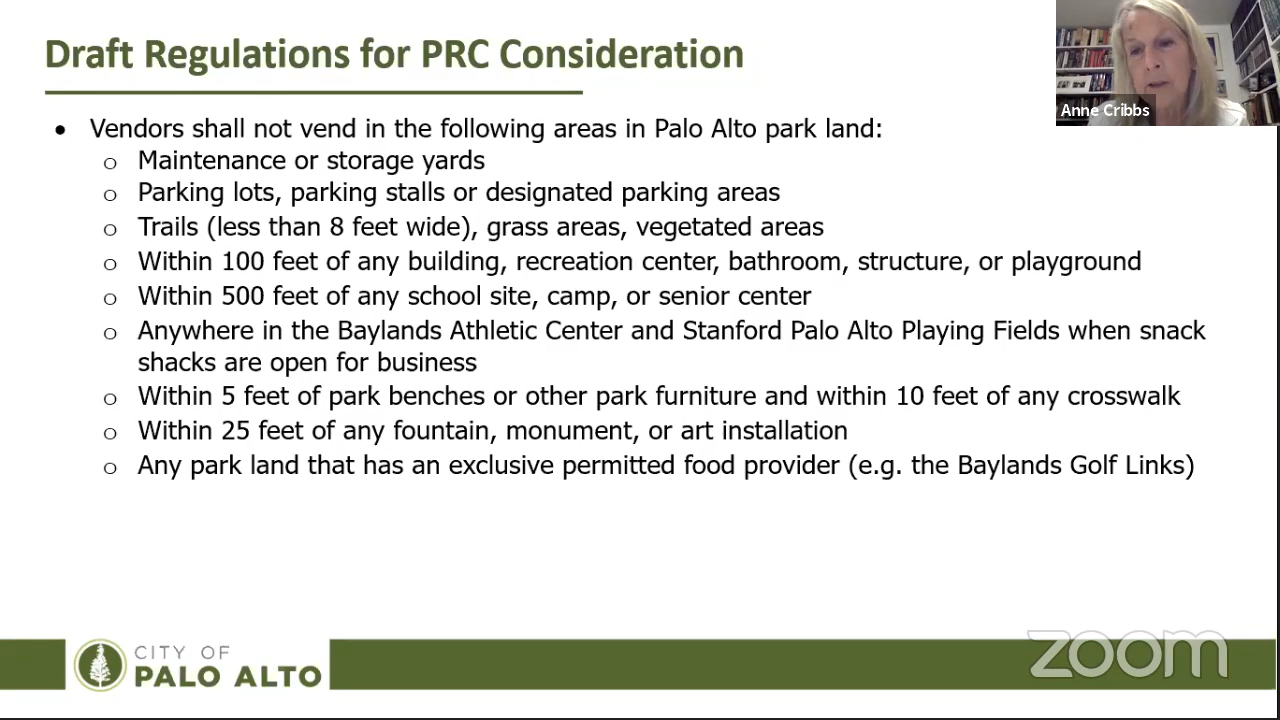 Draft Regulations for PRC Consideration
Anne Cribbs
• Vendors shall not vend in the following areas in Palo Alto park land:
o Maintenance or storage yards
o Parking lots, parking stalls or designated parking areas
o Trails (less than 8 feet wide), grass areas, vegetated areas
o Within 100 feet of any building, recreation center, bathroom, structure, or playground
o Within 500 feet of any school site, camp, or senior center
o Anywhere in the Baylands Athletic Center and Stanford Palo Alto Playing Fields when snack
shacks are open for business
o Within 5 feet of park benches or other park furniture and within 10 feet of any crosswalk
o Within 25 feet of any fountain, monument, or art installation
o Any park land that has an exclusive permitted food provider (e.g. the Baylands Golf Links)
CITY OF
PALO ALTO
zoom